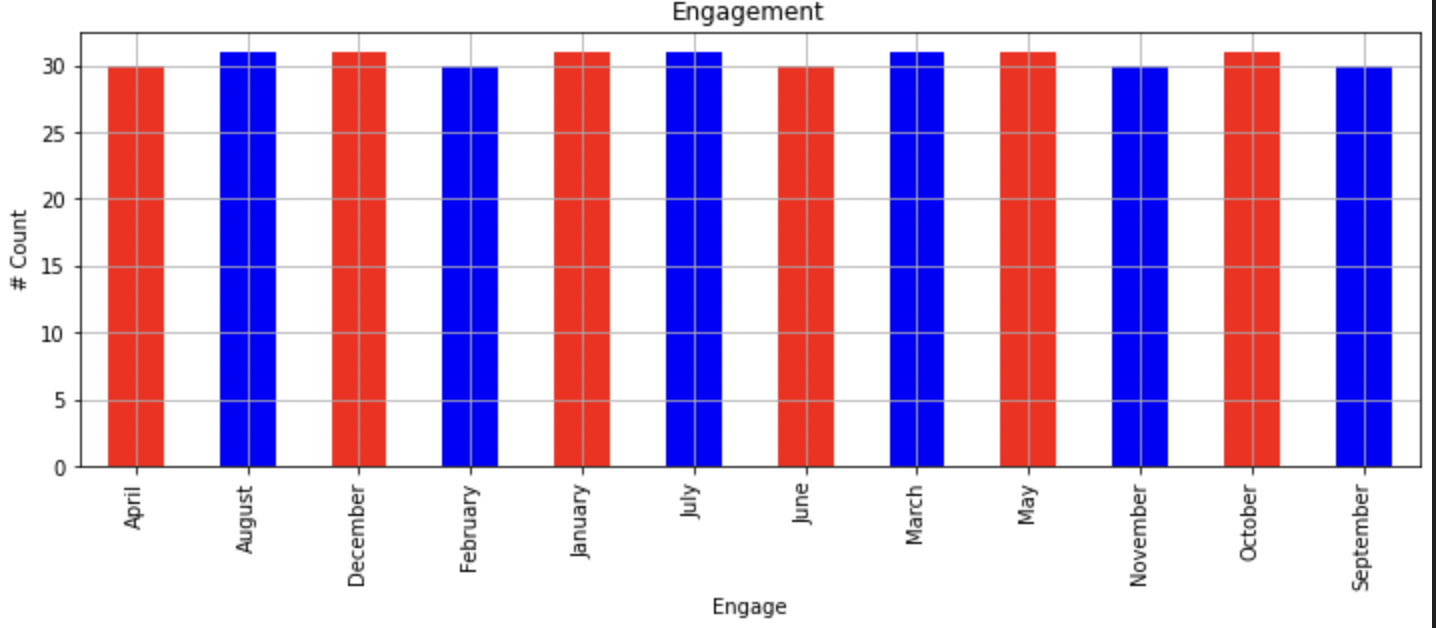 Engagement
# Count
30
25
20
15
10
5
0
April
August
December
February
January
July
June
March
May
November
October
September
Engage